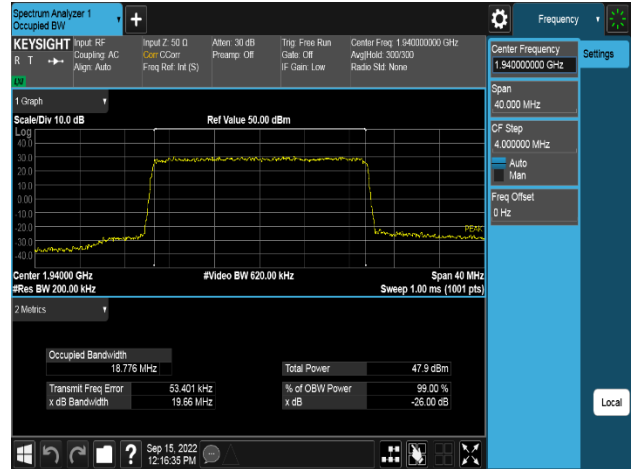 Spectrum Analyzer 1
Occupied BW
+
Frequency
KEYSIGHT
R T
LXI
Input: RF
Coupling: AC
Align: Auto
Input Z: 50 Ω
Corr CCorr
Freq Ref: Int (S)
Atten: 30 dB
Preamp: Off
Trig: Free Run
Gate: Off
IF Gain: Low
Center Freq: 1.940000000 GHz
Avg|Hold: 300/300
Radio Std: None
Center Frequency
1.940000000 GHz
Settings
Span
40.000 MHz
CF Step
4.000000 MHz
Auto
Man
Freq Offset
0 Hz
Local
1 Graph
Scale/Div 10.0 dB
Ref Value 50.00 dBm
Log
40.0
30.0
20.0
10.0
0.00
-10.0
-20.0
-30.0
-40.0
PEAK
Center 1.94000 GHz
#Video BW 620.00 kHz
Span 40 MHz
#Res BW 200.00 kHz
Sweep 1.00 ms (1001 pts)
2 Metrics
Occupied Bandwidth
18.776 MHz
Total Power
47.9 dBm
Transmit Freq Error
53.401 kHz
% of OBW Power
99.00 %
x dB Bandwidth
19.66 MHz
x dB
-26.00 dB
?
Sep 15, 2022
12:16:35 PM